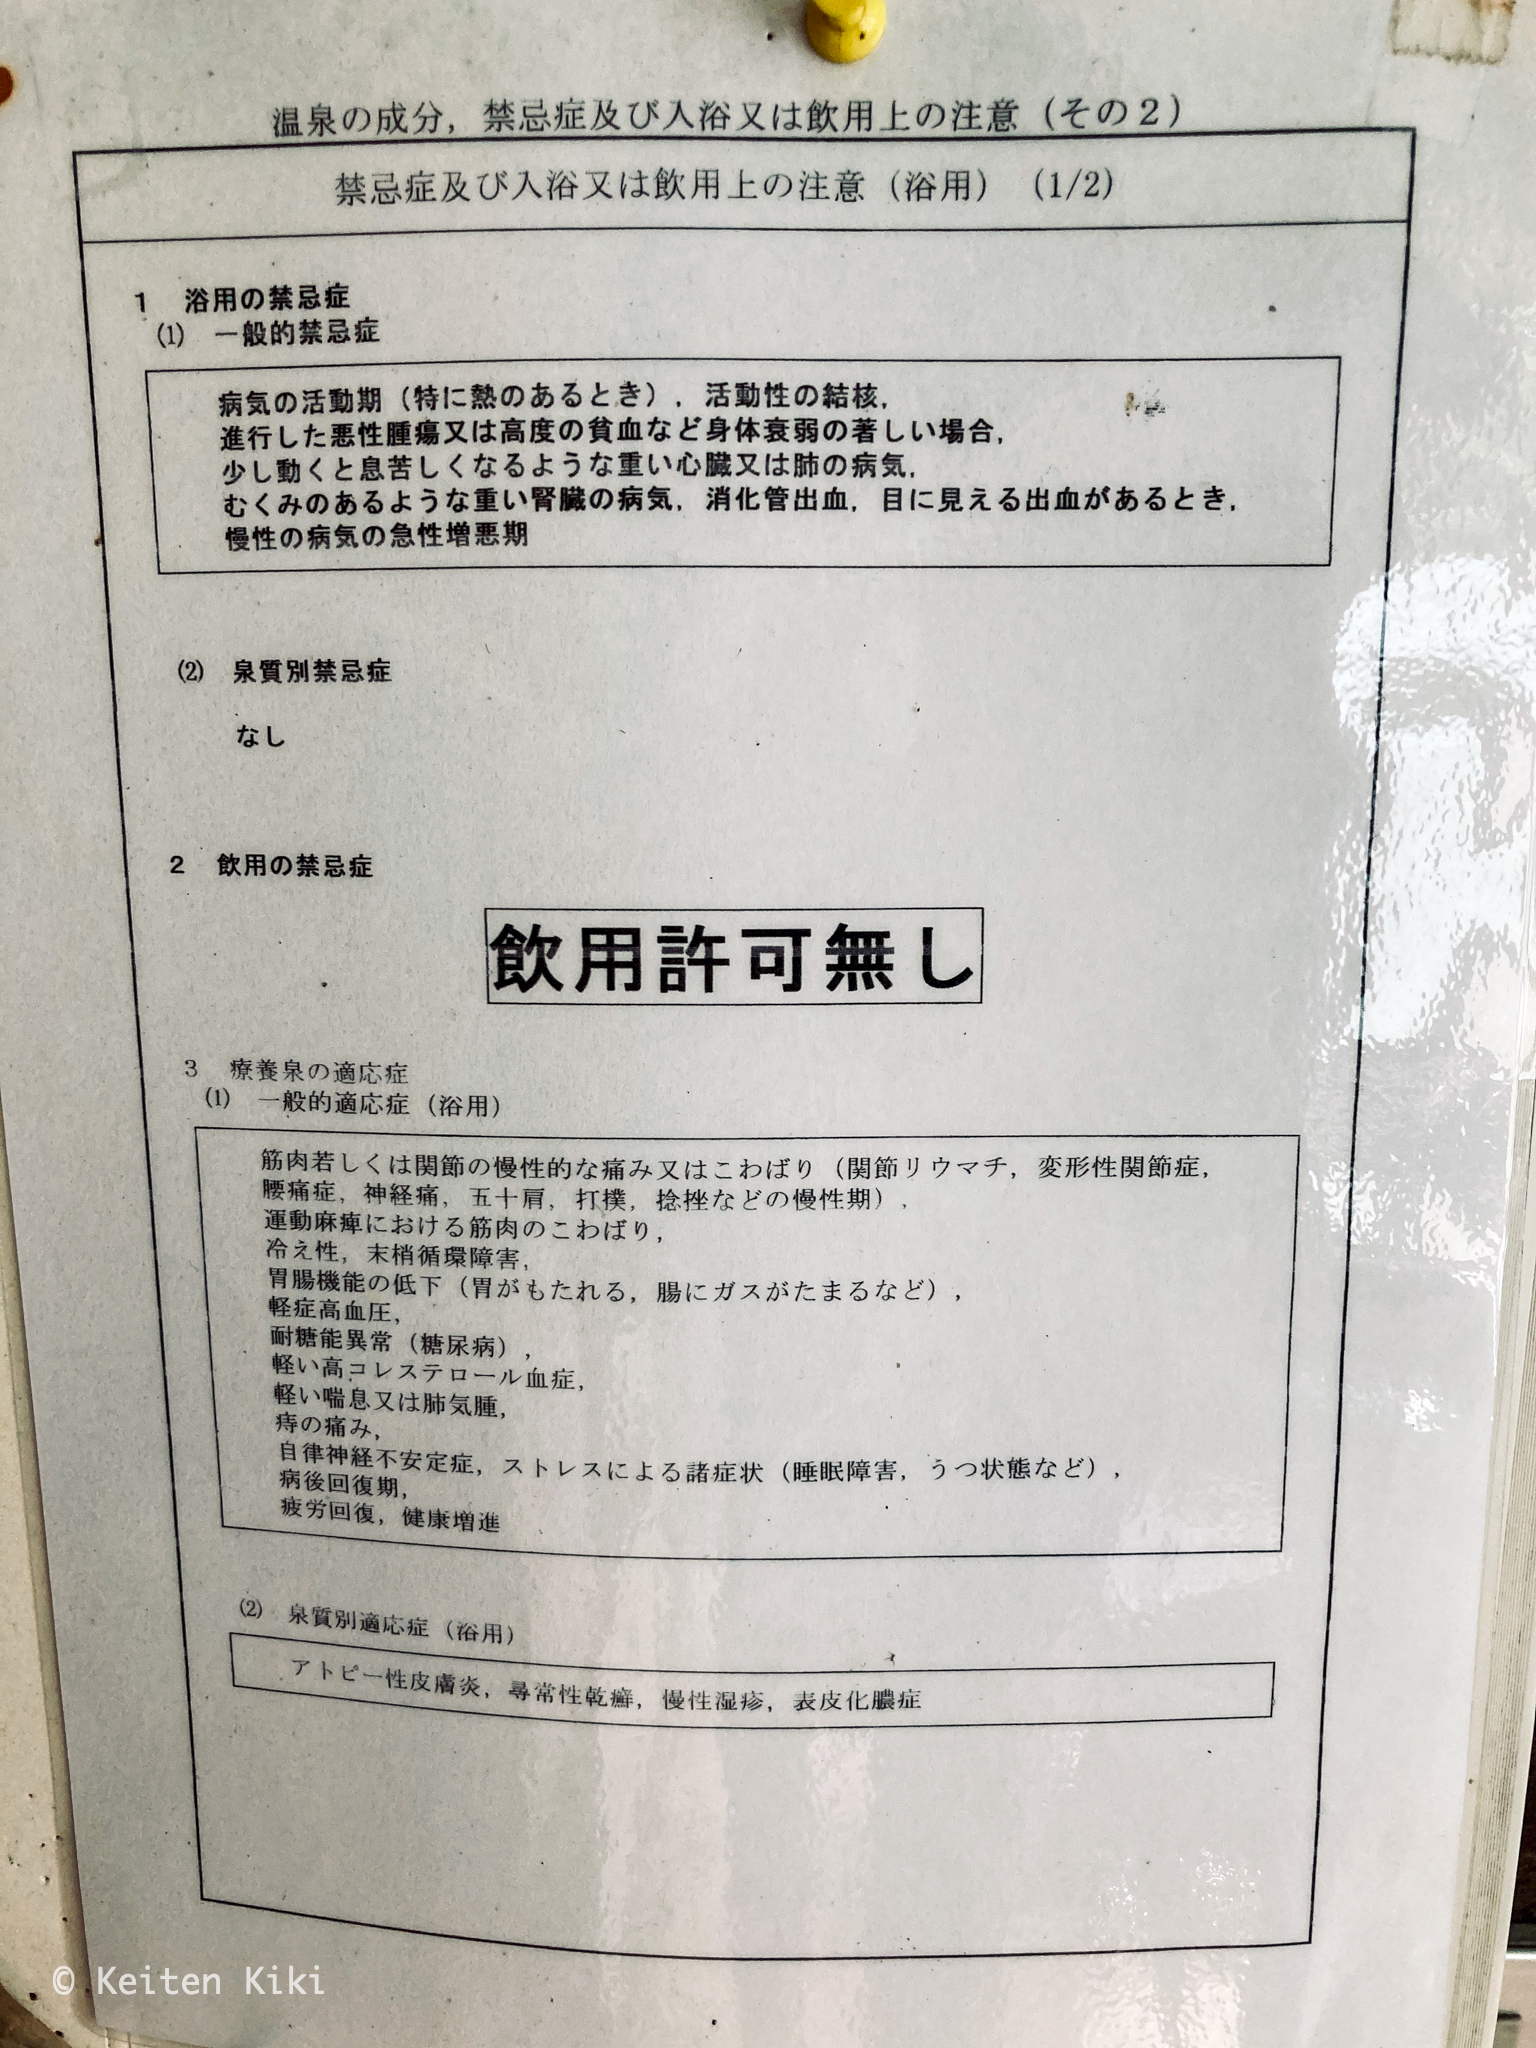 温泉の成分，禁忌症及び入浴又は飲用上の注意（その２）
禁忌症及び入浴又は飲用上の注意（浴用）（1/2）
1　浴用の禁忌症
⑴　一般的禁忌症
病気の活動期（特に熱のあるとき），活動性の結核，
進行した悪性腫瘍又は高度の貧血など身体衰弱の著しい場合，
少し動くと息苦しくなるような重い心臓又は肺の病気，
むくみのあるような重い腎臓の病気，消化管出血，目に見える出血があるとき，
慢性の病気の急性増悪期
⑵　泉質別禁忌症
なし
2　飲用の禁忌症
飲用許可無し
3　療養泉の適応症
⑴　一般的適応症（浴用）
筋肉若しくは関節の慢性的な痛み又はこわばり（関節リウマチ，変形性関節症，
腰痛症，神経痛，五十肩，打撲，捻挫などの慢性期），
運動麻痺における筋肉のこわばり，
冷え性，末梢循環障害，
胃腸機能の低下（胃がもたれる，腸にガスがたまるなど），
軽症高血圧，
耐糖能異常（糖尿病），
軽い高コレステロール血症，
軽い喘息又は肺気腫，
痔の痛み，
自律神経不安定症，ストレスによる諸症状（睡眠障害，うつ状態など），
病後回復期，
疲労回復，健康増進
⑵　泉質別適応症（浴用）
アトピー性皮膚炎，尋常性乾癬，慢性湿疹，表皮化膿症
© Keiten Kiki